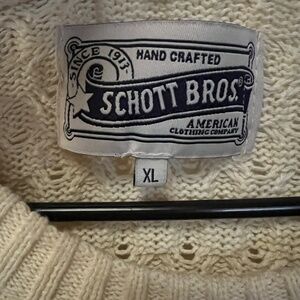 SINCE 1913
HAND CRAFTED
SCHOTT BROS.®
AMERICAN
CLOTHING COMPANY
XL